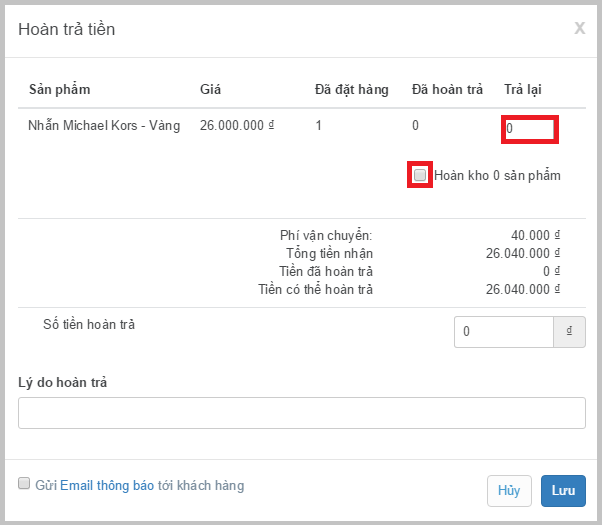 Hoàn trả tiền X
Sản phẩm Giá Đã đặt hàng Đã hoàn trả Trả lại
Nhẫn Michael Kors - Vàng 26.000.000 ₫ 1 0 0
Hoàn kho 0 sản phẩm
Phí vận chuyển: 40.000 ₫
Tổng tiền nhận 26.040.000 ₫
Tiền đã hoàn trả 0 ₫
Tiền có thể hoàn trả 26.040.000 ₫
Số tiền hoàn trả 0 ₫
Lý do hoàn trả
Gửi Email thông báo tới khách hàng Hủy Lưu